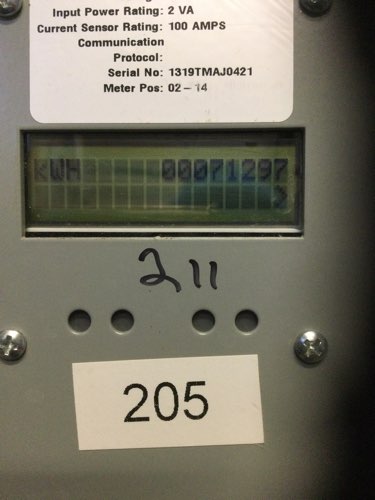 Input Power Rating: 2 VA
Current Sensor Rating: 100 AMPS
Communication
Protocol:
Serial No: 1319TMAJ0421
Meter Pos: 02-14
KWH 00071297
>
211
205